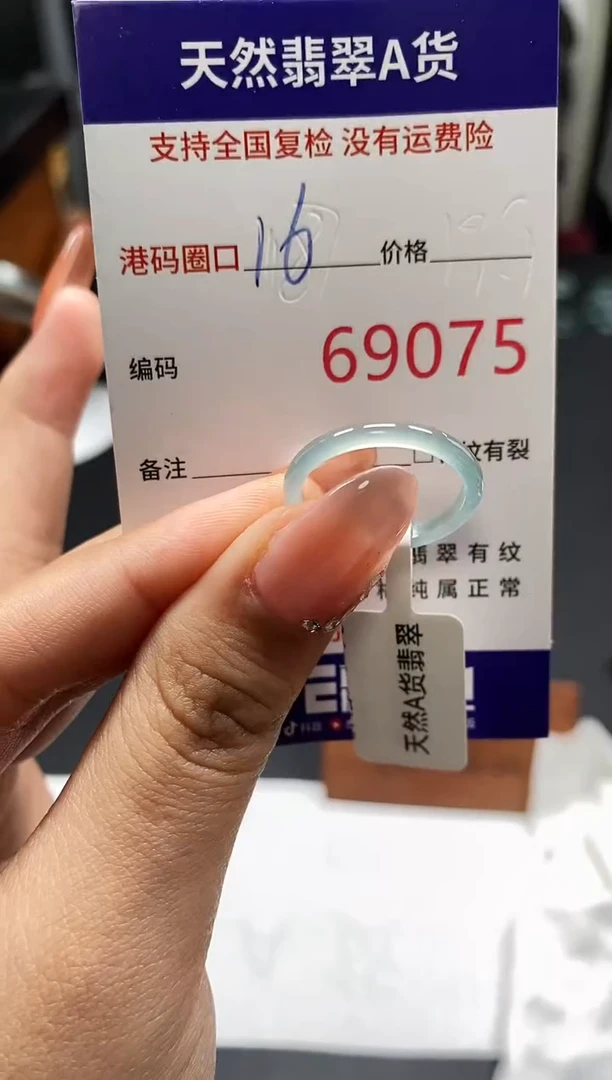 天然翡翠A货
支持全国复检 没有运费险
港码圈口 16 价格
编码 69075
备注 纹有裂
翡翠有纹
纯属正常
天然A货翡翠
抖音